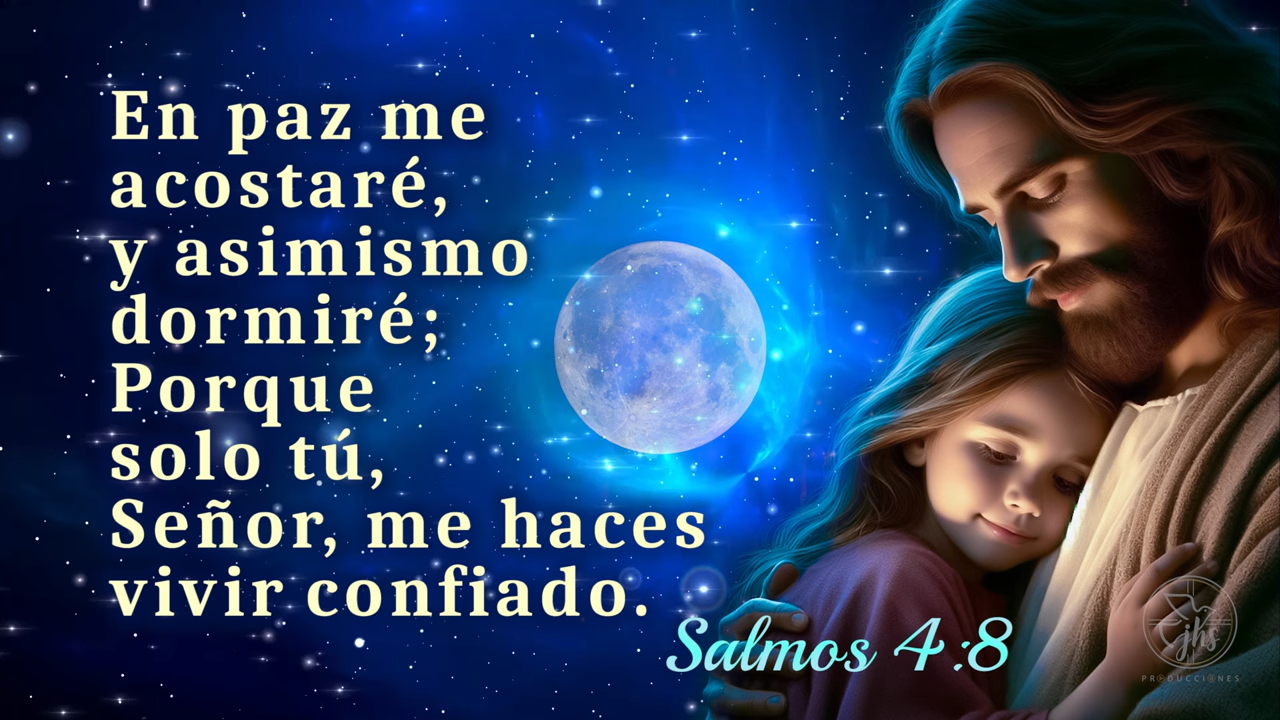 En paz me
acostaré,
y asimismo
dormiré;
Porque
solo tú,
Señor, me haces
vivir confiado.
Salmos 4:8
jhs
PRODUCCIONES